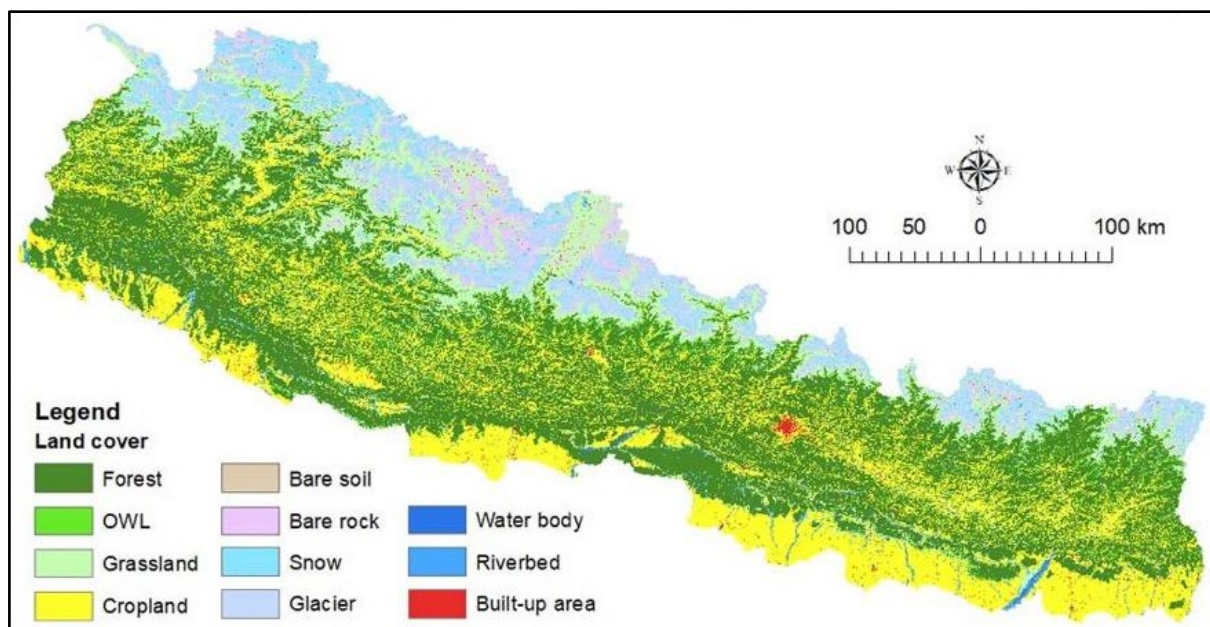 N
W E
S
100 50 0 100 km
Legend
Land cover
Forest
OWL
Grassland
Cropland
Bare soil
Bare rock
Snow
Glacier
Water body
Riverbed
Built-up area